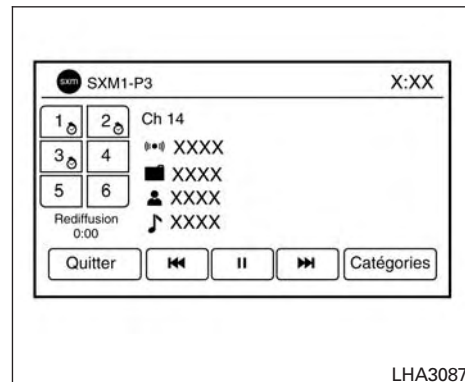 sxm SXM1-P3 X:XX
1 2 Ch 14
XXXX
3 4
XXXX
5 6
XXXX
Rediffusion
0:00
XXXX
Quitter Catégories
LHA3087